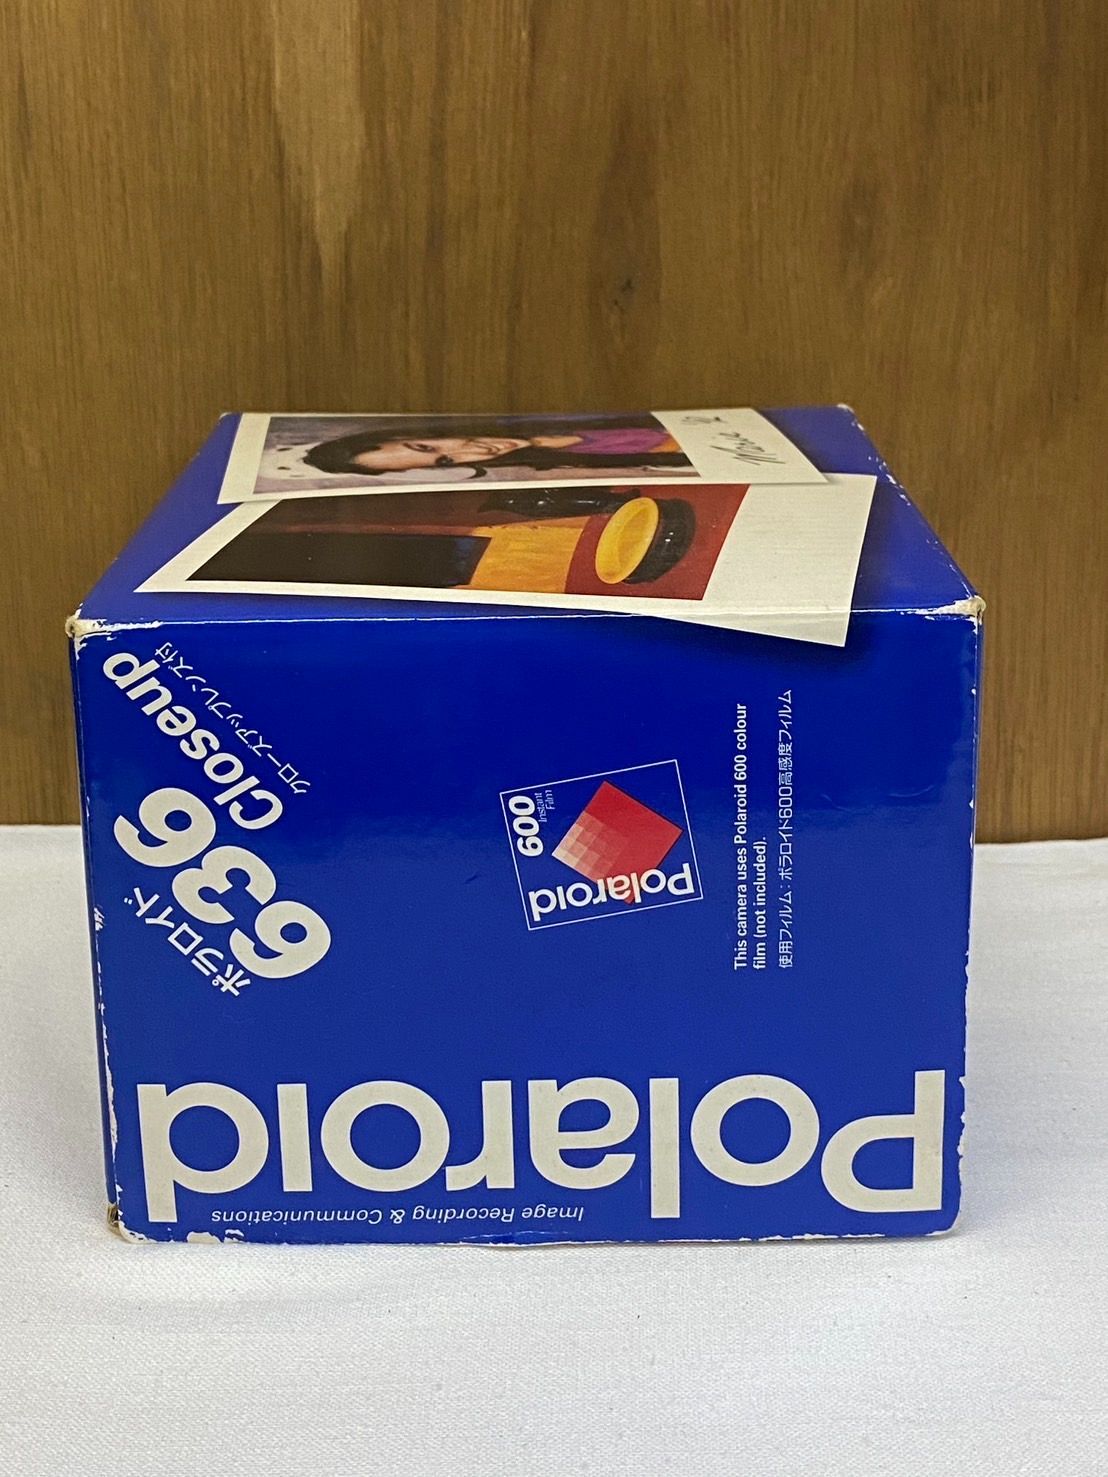 Polaroid
Image Recording & Communications
ポラロイド
636
Closeup
クローズアップレンズ付
600
Instant
Film
Polaroid
This camera uses Polaroid 600 colour
film (not included).
使用フィルム：ポラロイド600高感度フィルム